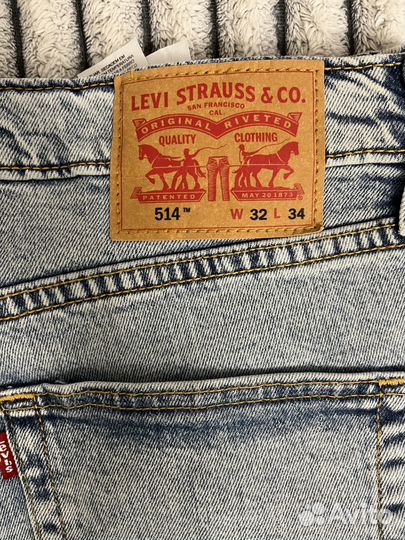 LEVI STRAUSS & CO.
SAN FRANCISCO
CAL.
ORIGINAL RIVETED
QUALITY CLOTHING
PATENTED MAY 20 1873
514™ W 32 L 34
LEVI'S
Avito